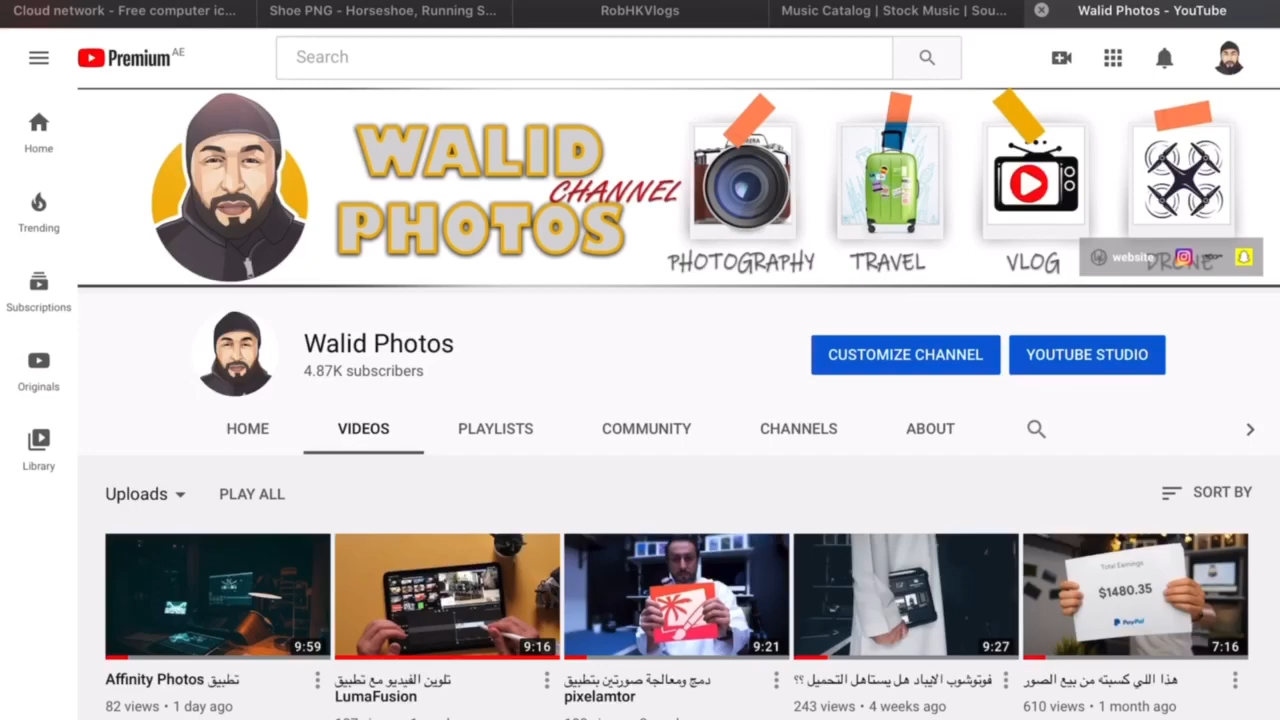 Cloud network - Free computer ic...
Shoe PNG - Horseshoe, Running S...
RobHKVlogs
Music Catalog | Stock Music | Sou...
Walid Photos - YouTube
Premium AE
Search
Home
Trending
Subscriptions
Originals
Library
WALID
CHANNEL
PHOTOS
PHOTOGRAPHY
TRAVEL
VLOG
DRONE
website
Walid Photos
4.87K subscribers
CUSTOMIZE CHANNEL
YOUTUBE STUDIO
HOME
VIDEOS
PLAYLISTS
COMMUNITY
CHANNELS
ABOUT
Uploads
PLAY ALL
SORT BY
9:59
9:16
9:21
9:27
Total Earnings
$1480.35
PayPal
7:16
تطبيق Affinity Photos
82 views • 1 day ago
تلوين الفيديو مع تطبيق
LumaFusion
دمج ومعالجة صورتين بتطبيق
pixelamtor
فوتوشوب الايباد هل يستاهل التحميل ؟؟
243 views • 4 weeks ago
هذا اللي كسبته من بيع الصور
610 views • 1 month ago